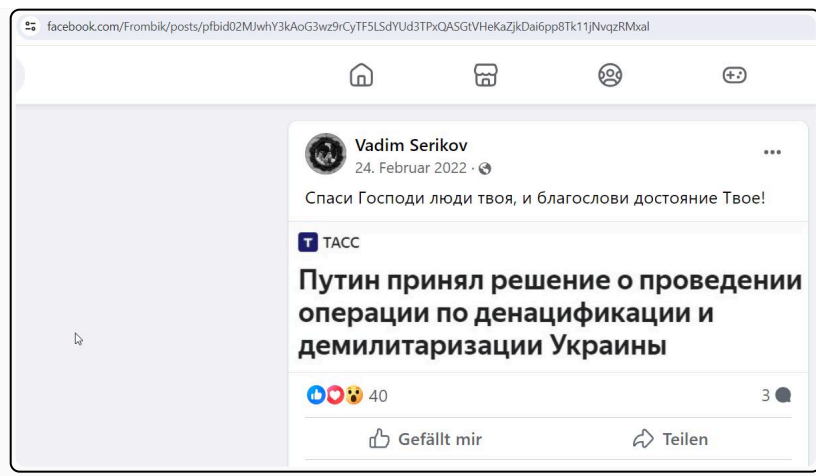 facebook.com/Frombik/posts/pfbid02MJwhY3kAoG3wz9rCyTF5LSdYUd3TPxQASGtVHeKaZjkDai6pp8Tk11jNvqzRMxal
Vadim Serikov
24. Februar 2022 ·
Спаси Господи люди твоя, и благослови достояние Твое!
Т ТАСС
Путин принял решение о проведении
операции по денацификации и
демилитаризации Украины
40 3
Gefällt mir Teilen